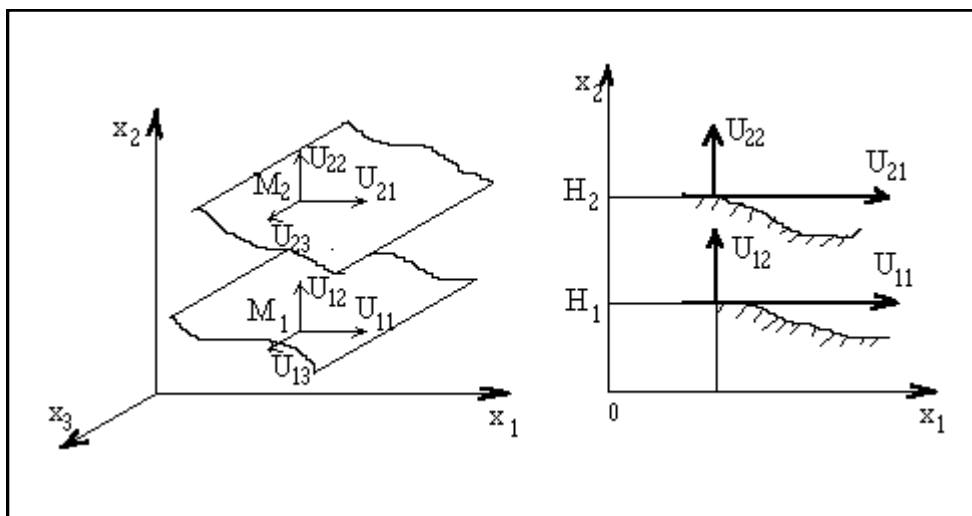 x₂
U₂₂
M₂
U₂₁
U₂₃
U₁₂
M₁
U₁₁
U₁₃
x₃
x₁
x₂
U₂₂
U₂₁
H₂
U₁₂
U₁₁
H₁
0
x₁